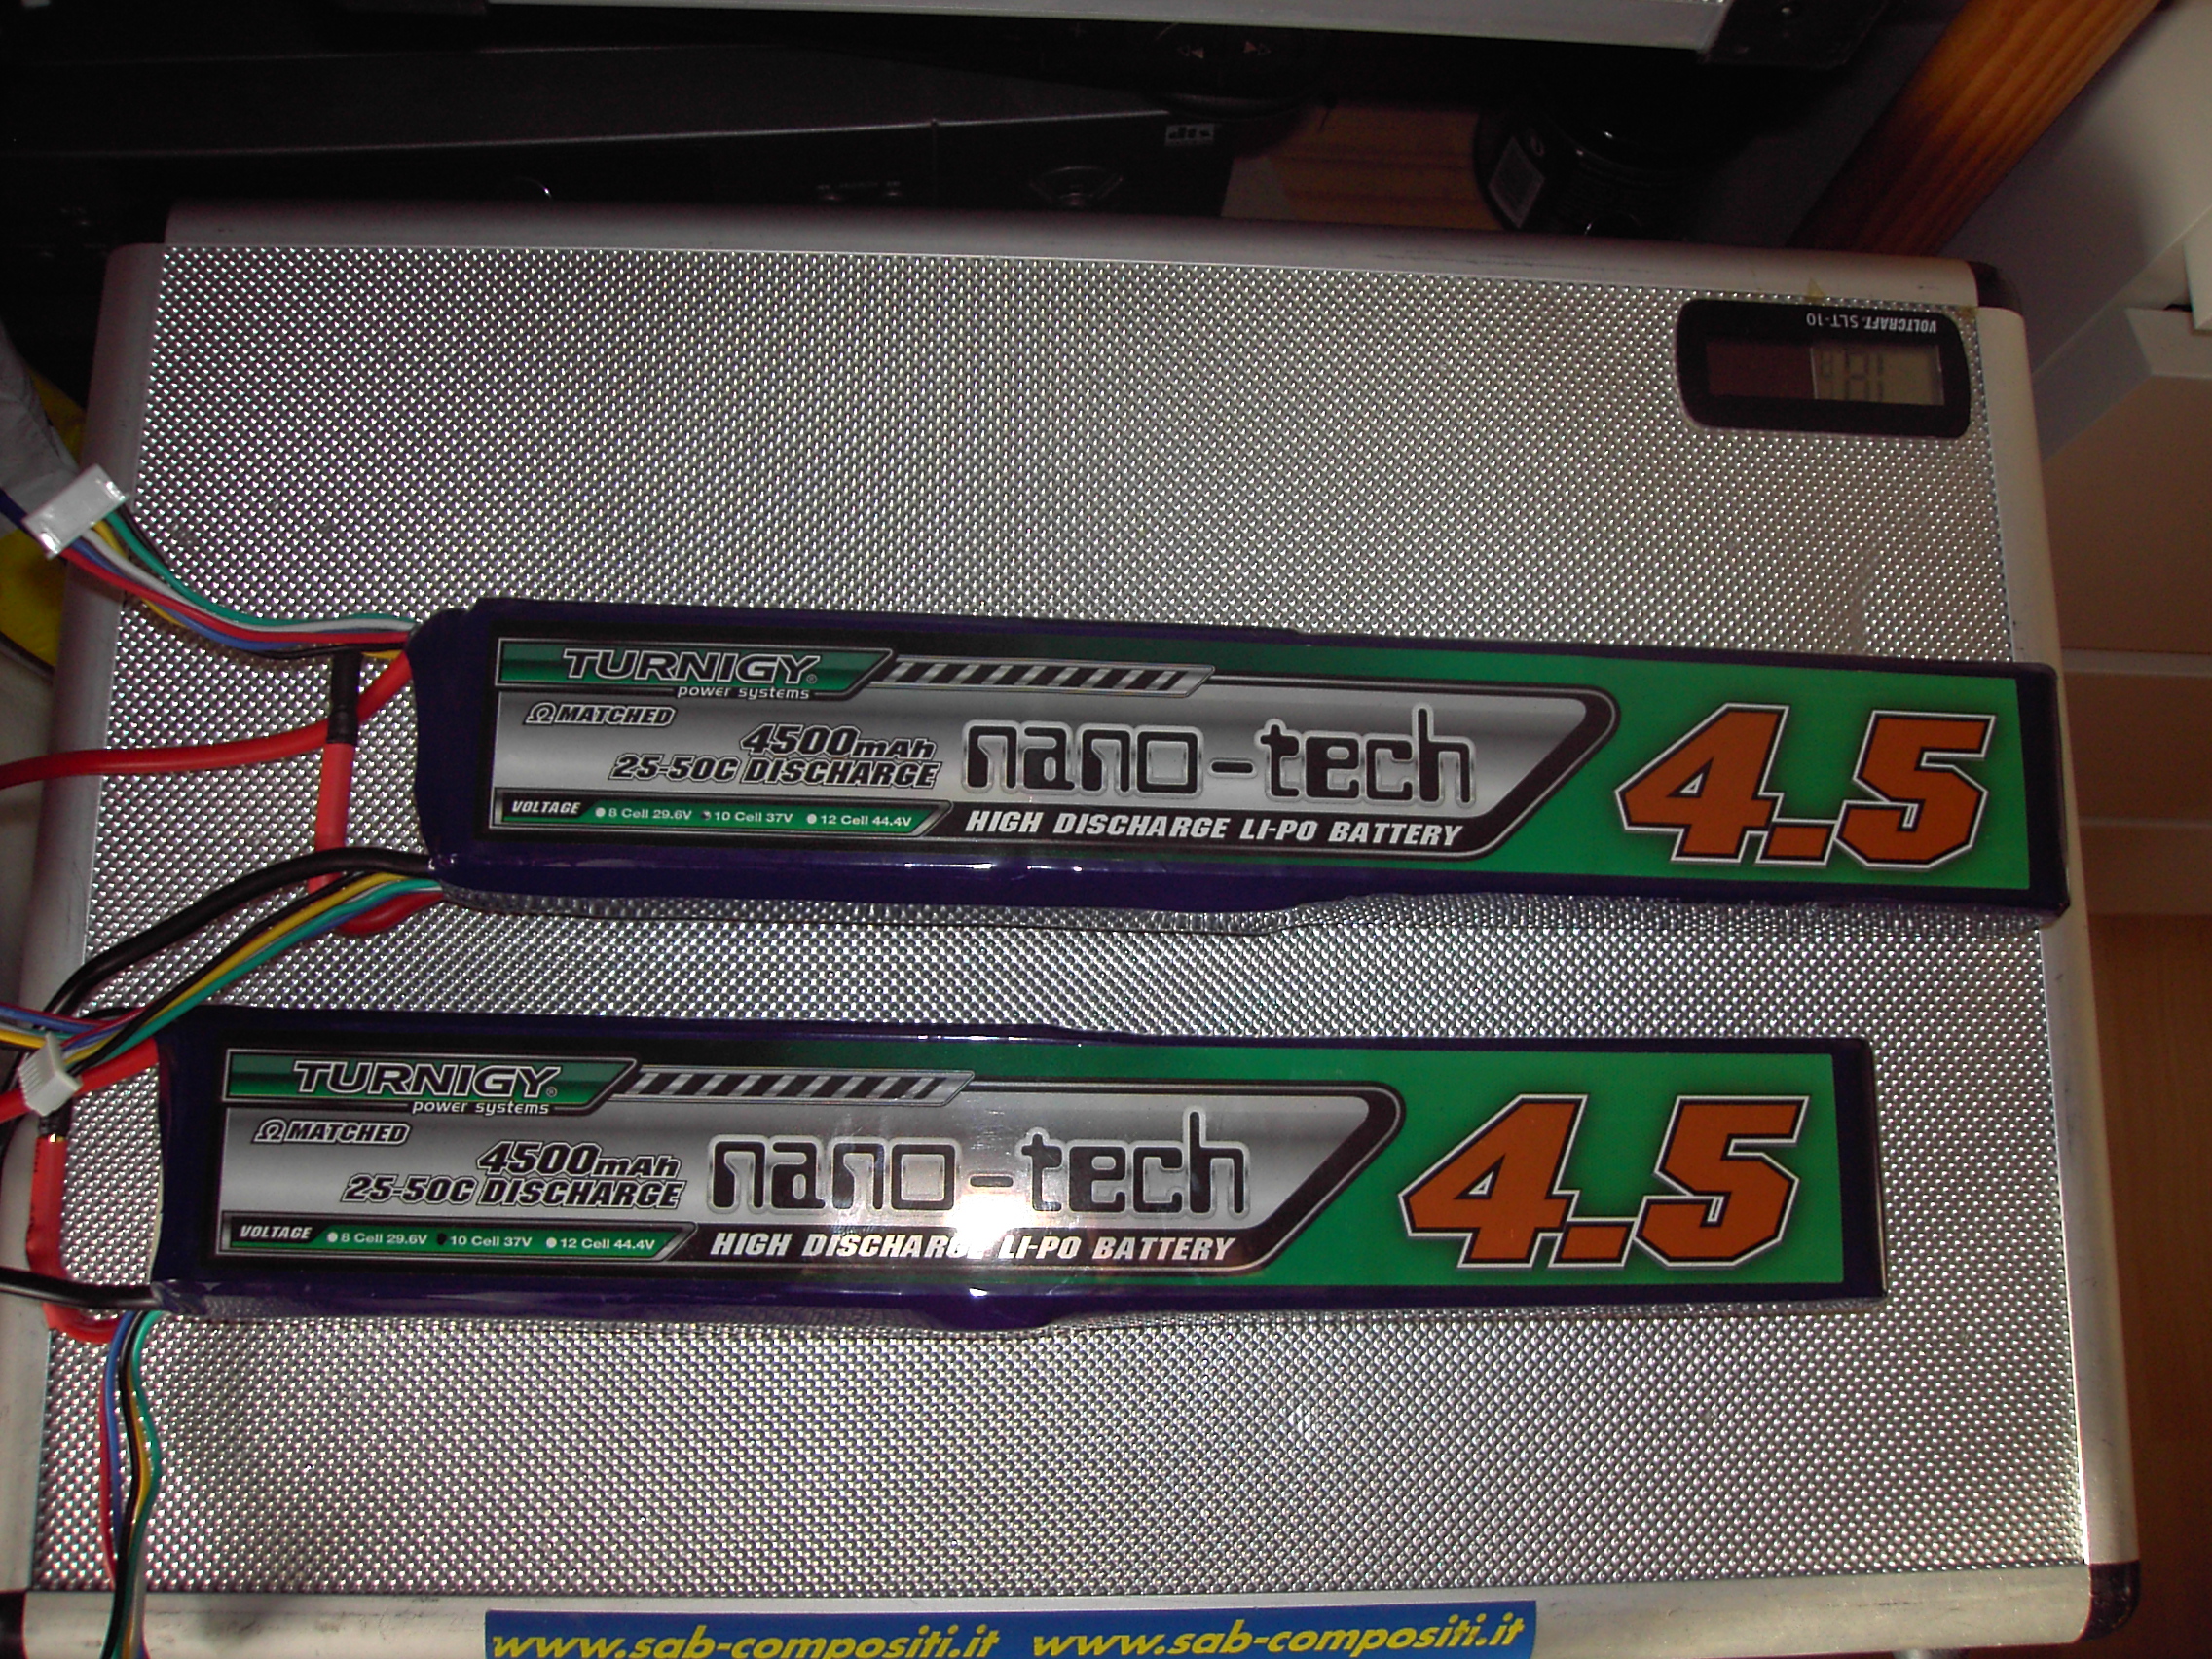 dts
VOLTCRAFT. SLT-10
TURNIGY®
power systems
Ω MATCHED
4500mAh
25-50C DISCHARGE
nano-tech
VOLTAGE 8 Cell 29.6V 10 Cell 37V 12 Cell 44.4V
HIGH DISCHARGE LI-PO BATTERY
4.5
TURNIGY®
power systems
Ω MATCHED
4500mAh
25-50C DISCHARGE
nano-tech
VOLTAGE 8 Cell 29.6V 10 Cell 37V 12 Cell 44.4V
HIGH DISCHARGE LI-PO BATTERY
4.5
www.sab-compositi.it www.sab-compositi.it